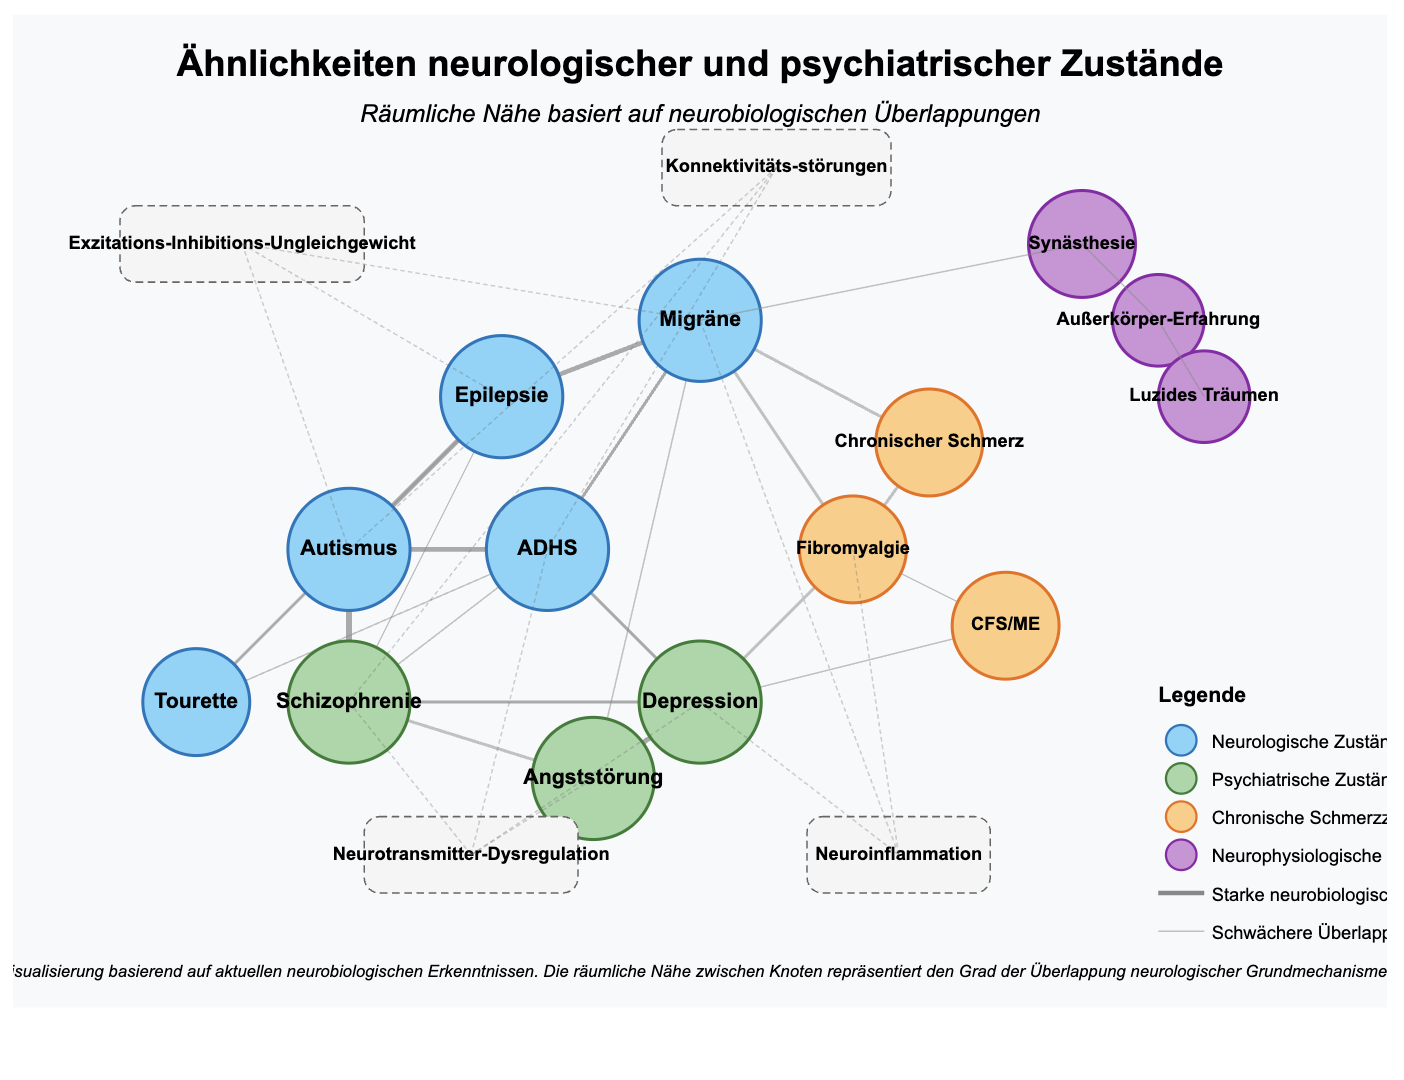 Ähnlichkeiten neurologischer und psychiatrischer Zustände
Räumliche Nähe basiert auf neurobiologischen Überlappungen
Konnektivitäts-störungen
Exzitations-Inhibitions-Ungleichgewicht
Synästhesie
Migräne
Außerkörper-Erfahrung
Epilepsie
Luzides Träumen
Chronischer Schmerz
Autismus
ADHS
Fibromyalgie
CFS/ME
Tourette
Schizophrenie
Depression
Angststörung
Neurotransmitter-Dysregulation
Neuroinflammation
Legende
Neurologische Zustän
Psychiatrische Zustän
Chronische Schmerzz
Neurophysiologische
Starke neurobiologisc
Schwächere Überlapp
isualisierung basierend auf aktuellen neurobiologischen Erkenntnissen. Die räumliche Nähe zwischen Knoten repräsentiert den Grad der Überlappung neurologischer Grundmechanisme